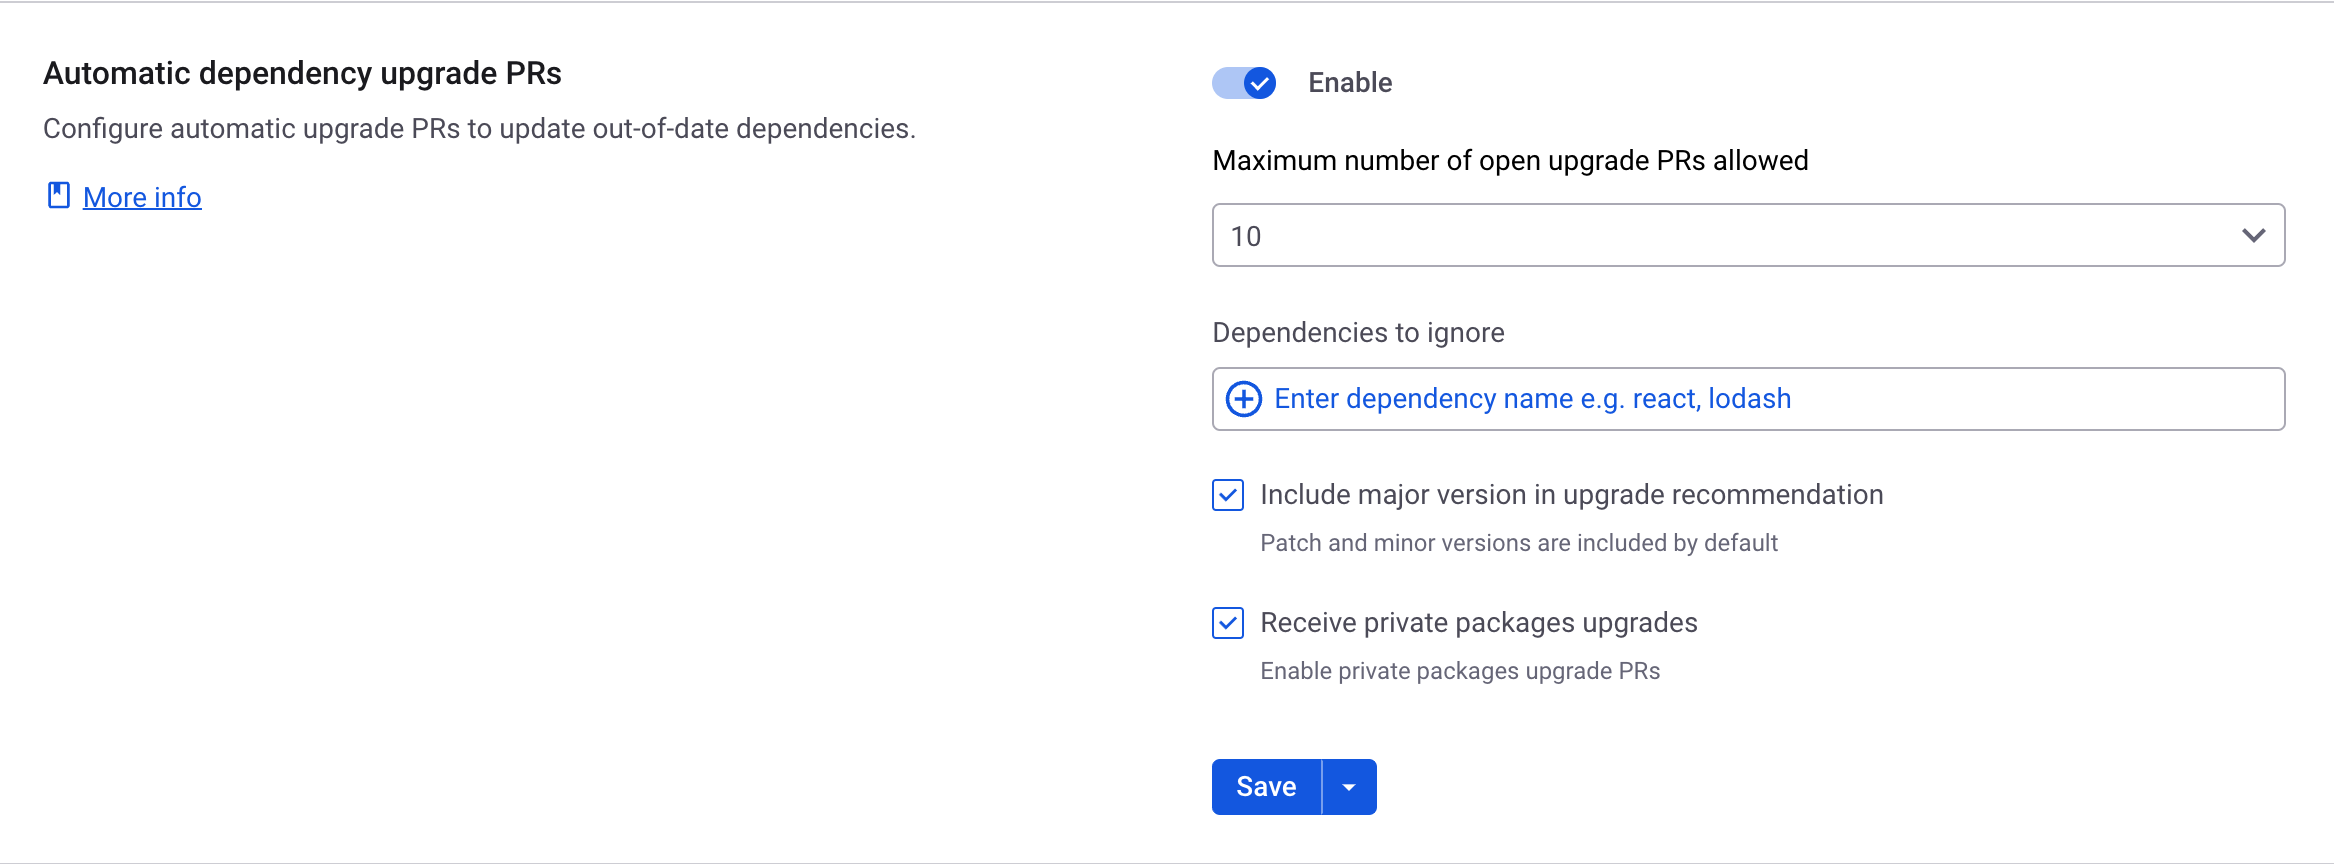 Automatic dependency upgrade PRs
Configure automatic upgrade PRs to update out-of-date dependencies.
More info
Enable
Maximum number of open upgrade PRs allowed
10
Dependencies to ignore
Enter dependency name e.g. react, lodash
Include major version in upgrade recommendation
Patch and minor versions are included by default
Receive private packages upgrades
Enable private packages upgrade PRs
Save